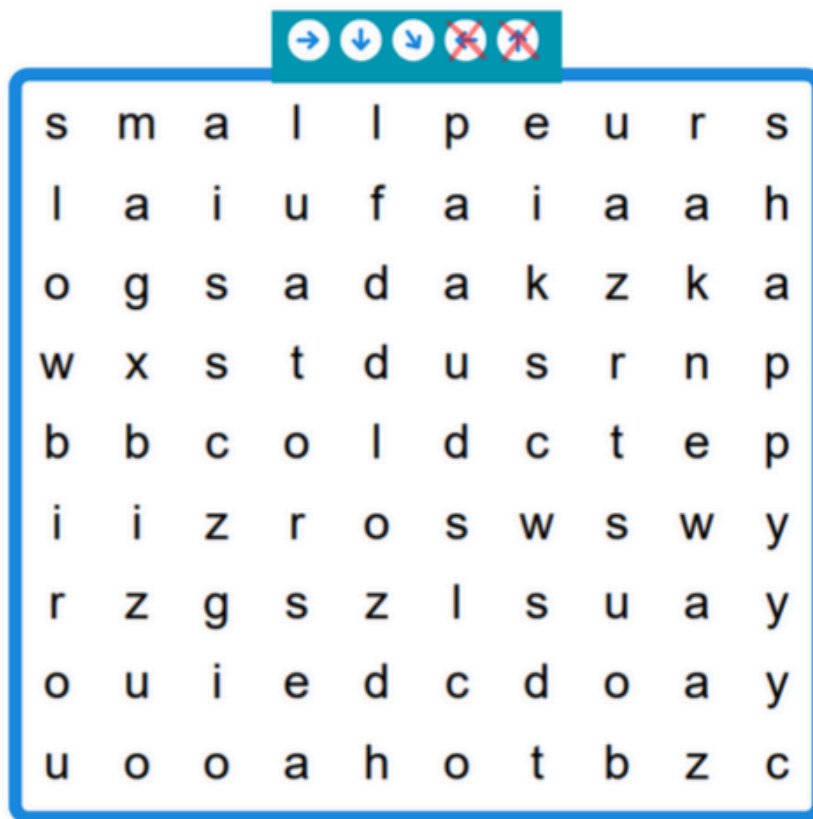 s m a l l p e u r s
l a i u f a i a a h
o g s a d a k z k a
w x s t d u s r n p
b b c o l d c t e p
i i z r o s w s w y
r z g s z l s u a y
o u i e d c d o a y
u o o a h o t b z c